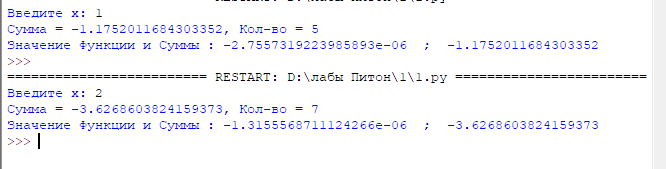 Введите x: 1
Сумма = -1.1752011684303352, Кол-во = 5
Значение Функции и Суммы : -2.7557319223985893e-06 ; -1.1752011684303352
>>>
========================= RESTART: D:\лабы Питон\1\1.py ========================
Введите x: 2
Сумма = -3.6268603824159373, Кол-во = 7
Значение Функции и Суммы : -1.3155568711124266e-06 ; -3.6268603824159373
>>>